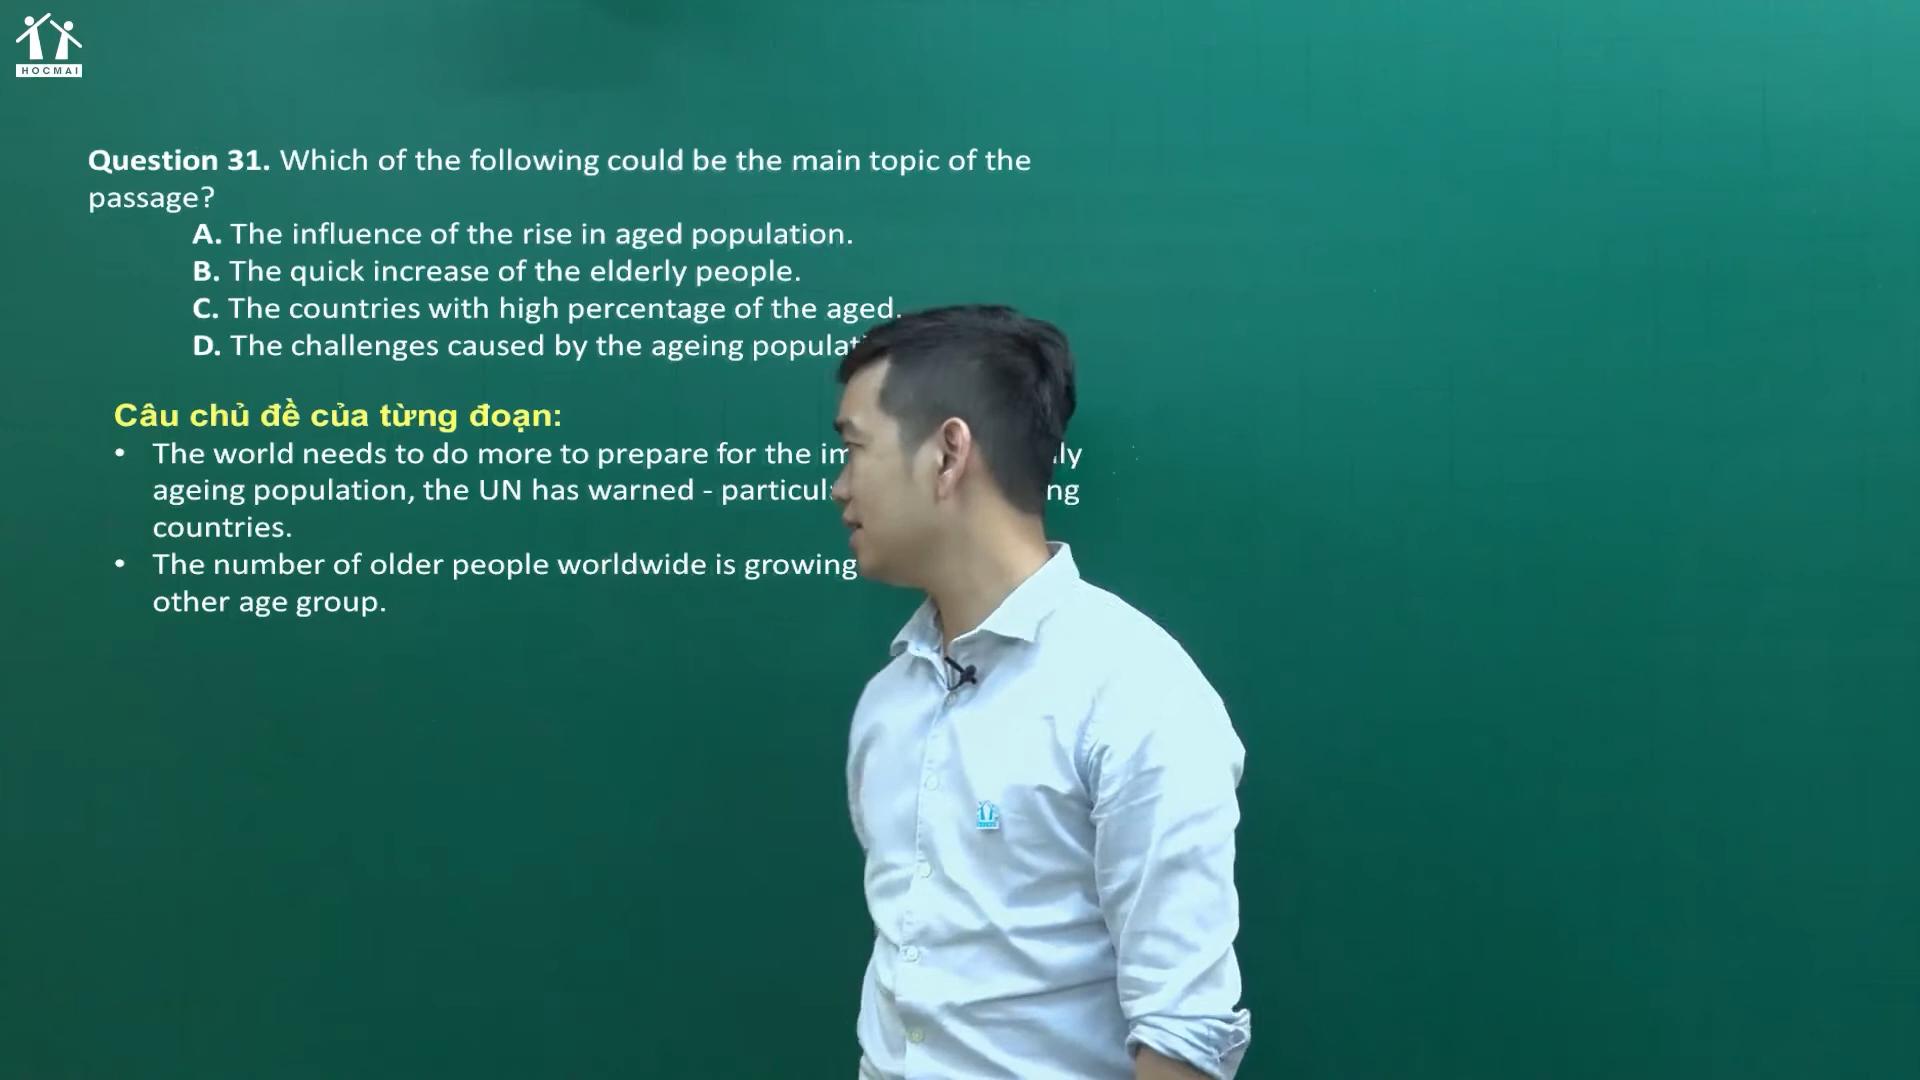 HOCMAI
Question 31. Which of the following could be the main topic of the
passage?
A. The influence of the rise in aged population.
B. The quick increase of the elderly people.
C. The countries with high percentage of the aged.
D. The challenges caused by the ageing
Câu chủ đề của từng đoạn:
• The world needs to do more to prepare for the
ageing population, the UN has warned -
countries.
• The number of older people worldwide is growing
other age group.